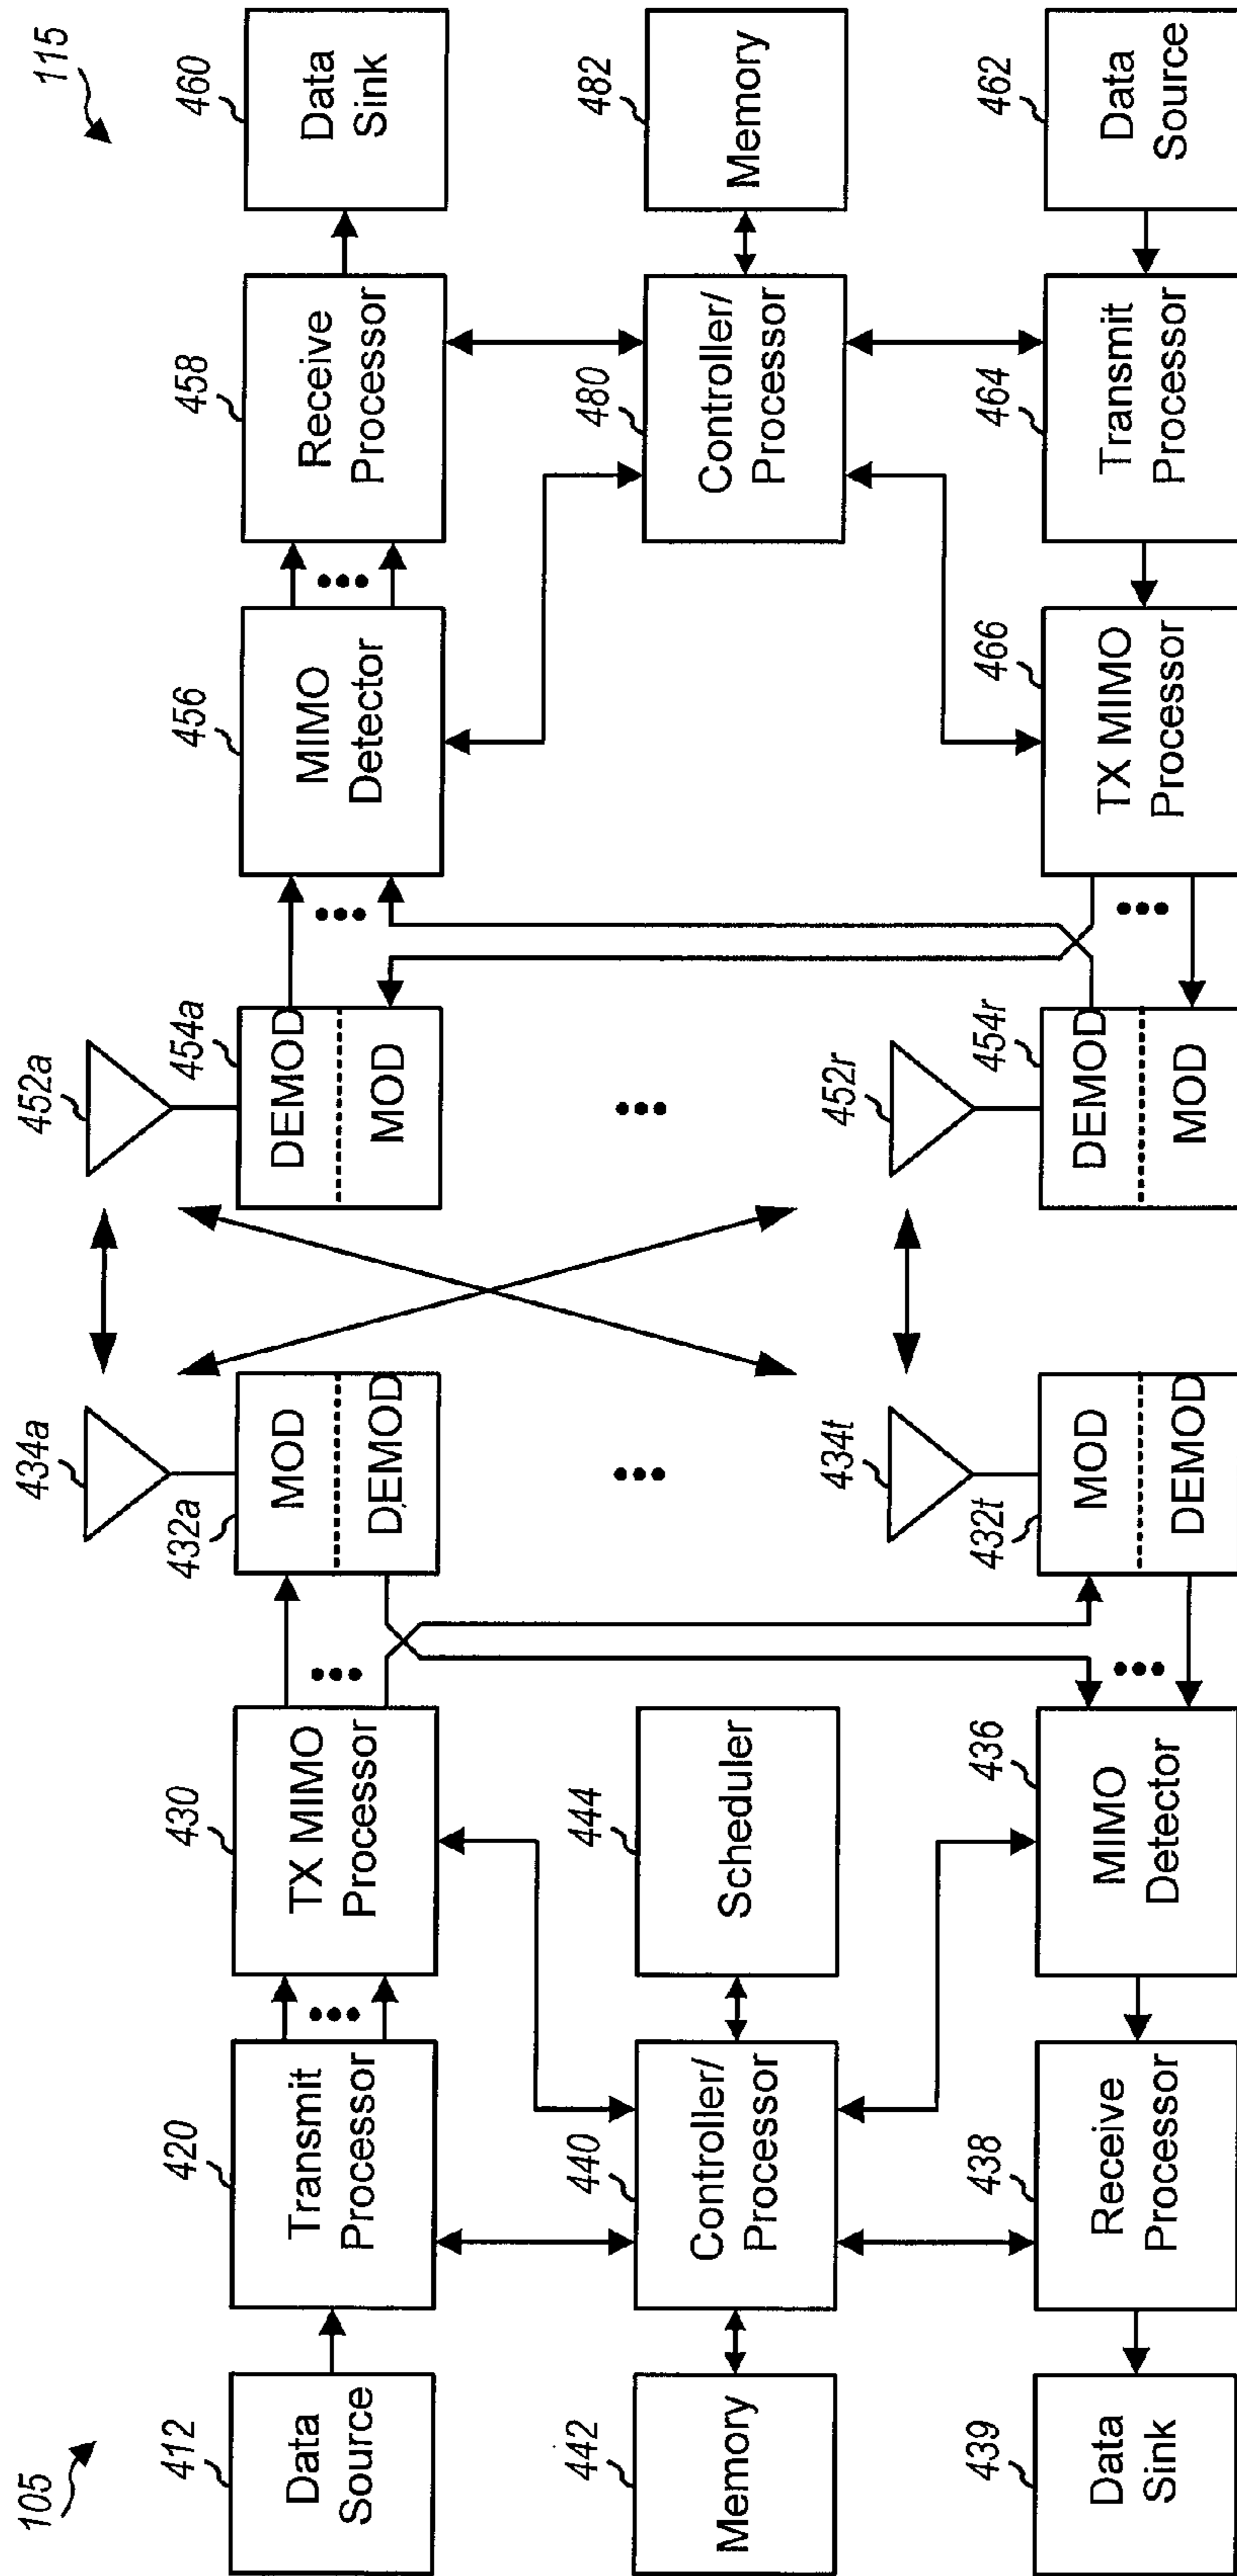 105
115
412
Data
Source
420
Transmit
Processor
430
TX MIMO
Processor
432a
434a
MOD
DEMOD
452a
454a
DEMOD
MOD
456
MIMO
Detector
458
Receive
Processor
460
Data
Sink
442
Memory
440
Controller/
Processor
444
Scheduler
480
Controller/
Processor
482
Memory
439
Data
Sink
438
Receive
Processor
436
MIMO
Detector
432t
434t
MOD
DEMOD
452r
454r
DEMOD
MOD
466
TX MIMO
Processor
464
Transmit
Processor
462
Data
Source